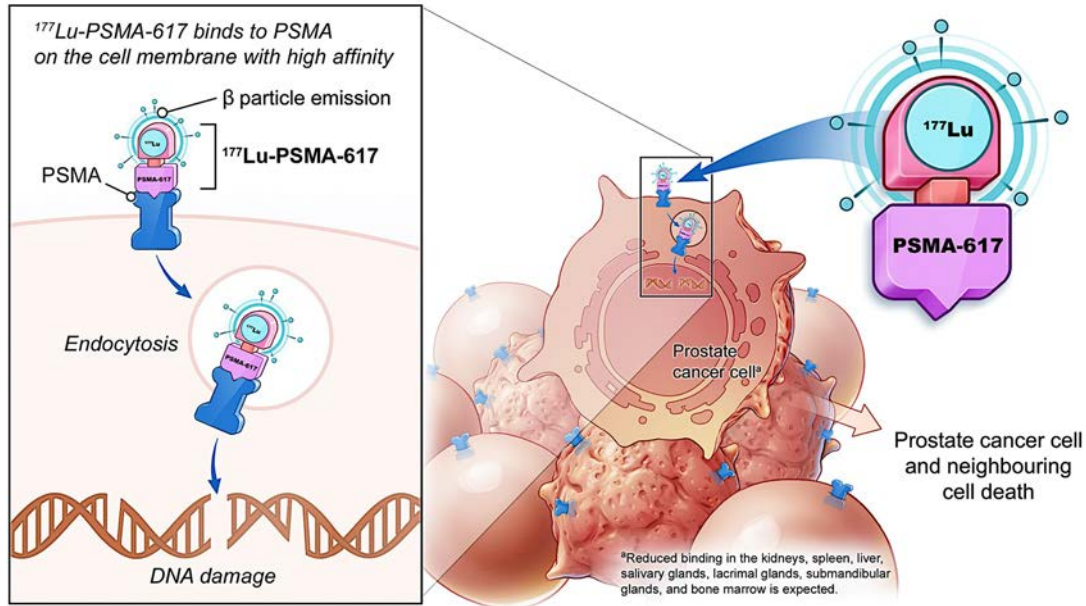 ¹⁷⁷Lu-PSMA-617 binds to PSMA
on the cell membrane with high affinity
β particle emission
¹⁷⁷Lu
PSMA-617
¹⁷⁷Lu-PSMA-617
PSMA
Endocytosis
¹⁷⁷Lu
PSMA-617
DNA damage
¹⁷⁷Lu
PSMA-617
Prostate
cancer cellᵃ
Prostate cancer cell
and neighbouring
cell death
ᵃReduced binding in the kidneys, spleen, liver,
salivary glands, lacrimal glands, submandibular
glands, and bone marrow is expected.